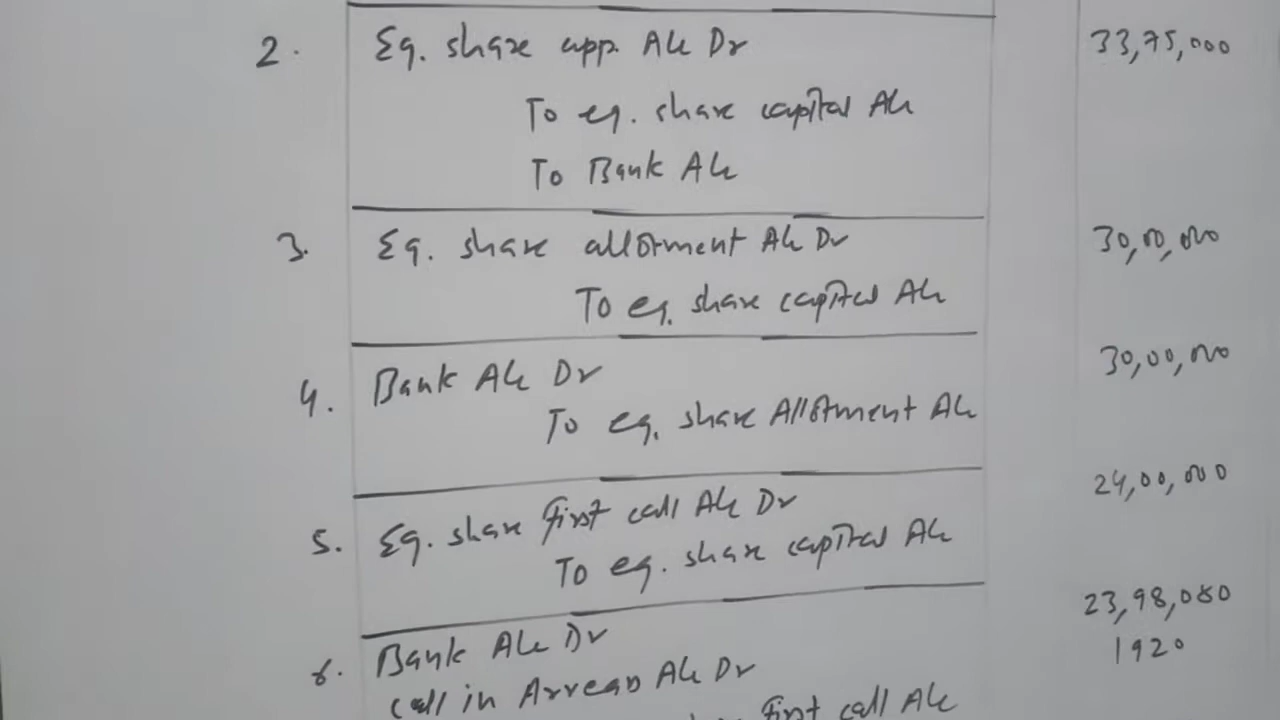 2. Eq. share app. A/c Dr 33,75,000
To eq. share capital A/c
To Bank A/c
3. Eq. share allotment A/c Dr 30,00,000
To eq. share capital A/c
4. Bank A/c Dr 30,00,000
To eq. share Allotment A/c
5. Eq. share first call A/c Dr 24,00,000
To eq. share capital A/c
6. Bank A/c Dr 23,98,080
Call in Arrears A/c Dr 1920
first call A/c